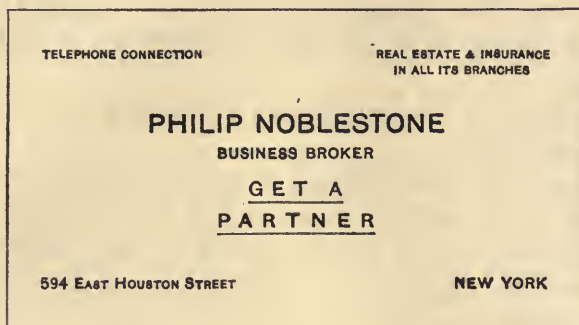 TELEPHONE CONNECTION
REAL ESTATE & INSURANCE
IN ALL ITS BRANCHES
PHILIP NOBLESTONE
BUSINESS BROKER
GET A
PARTNER
594 EAST HOUSTON STREET
NEW YORK